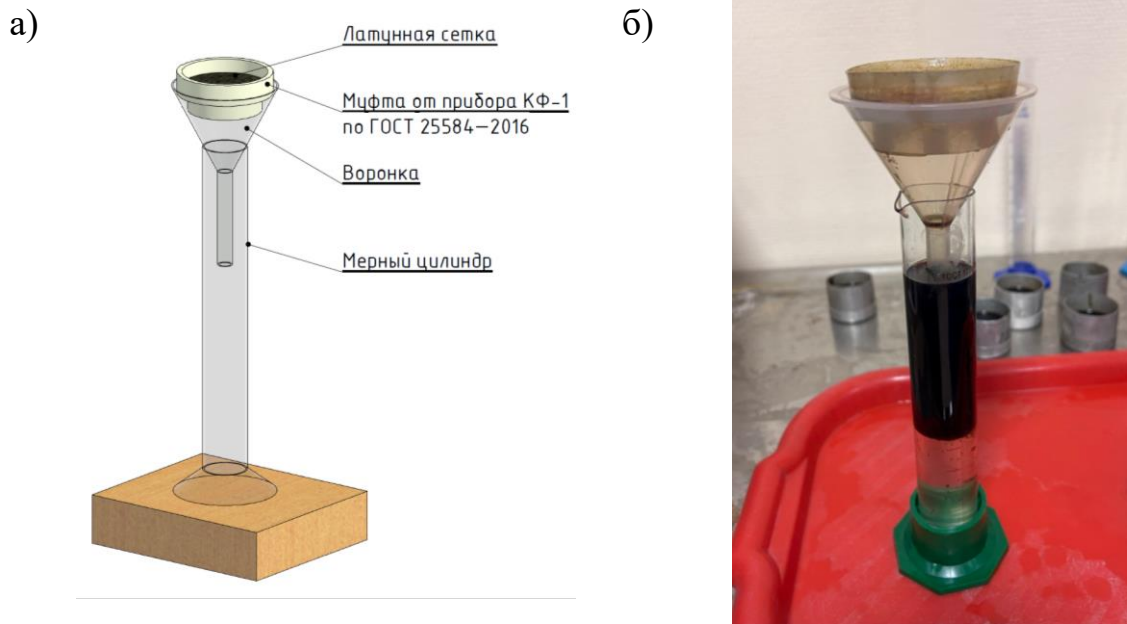 а)
Латунная сетка
Муфта от прибора КФ-1
по ГОСТ 25584–2016
Воронка
Мерный цилиндр
б)